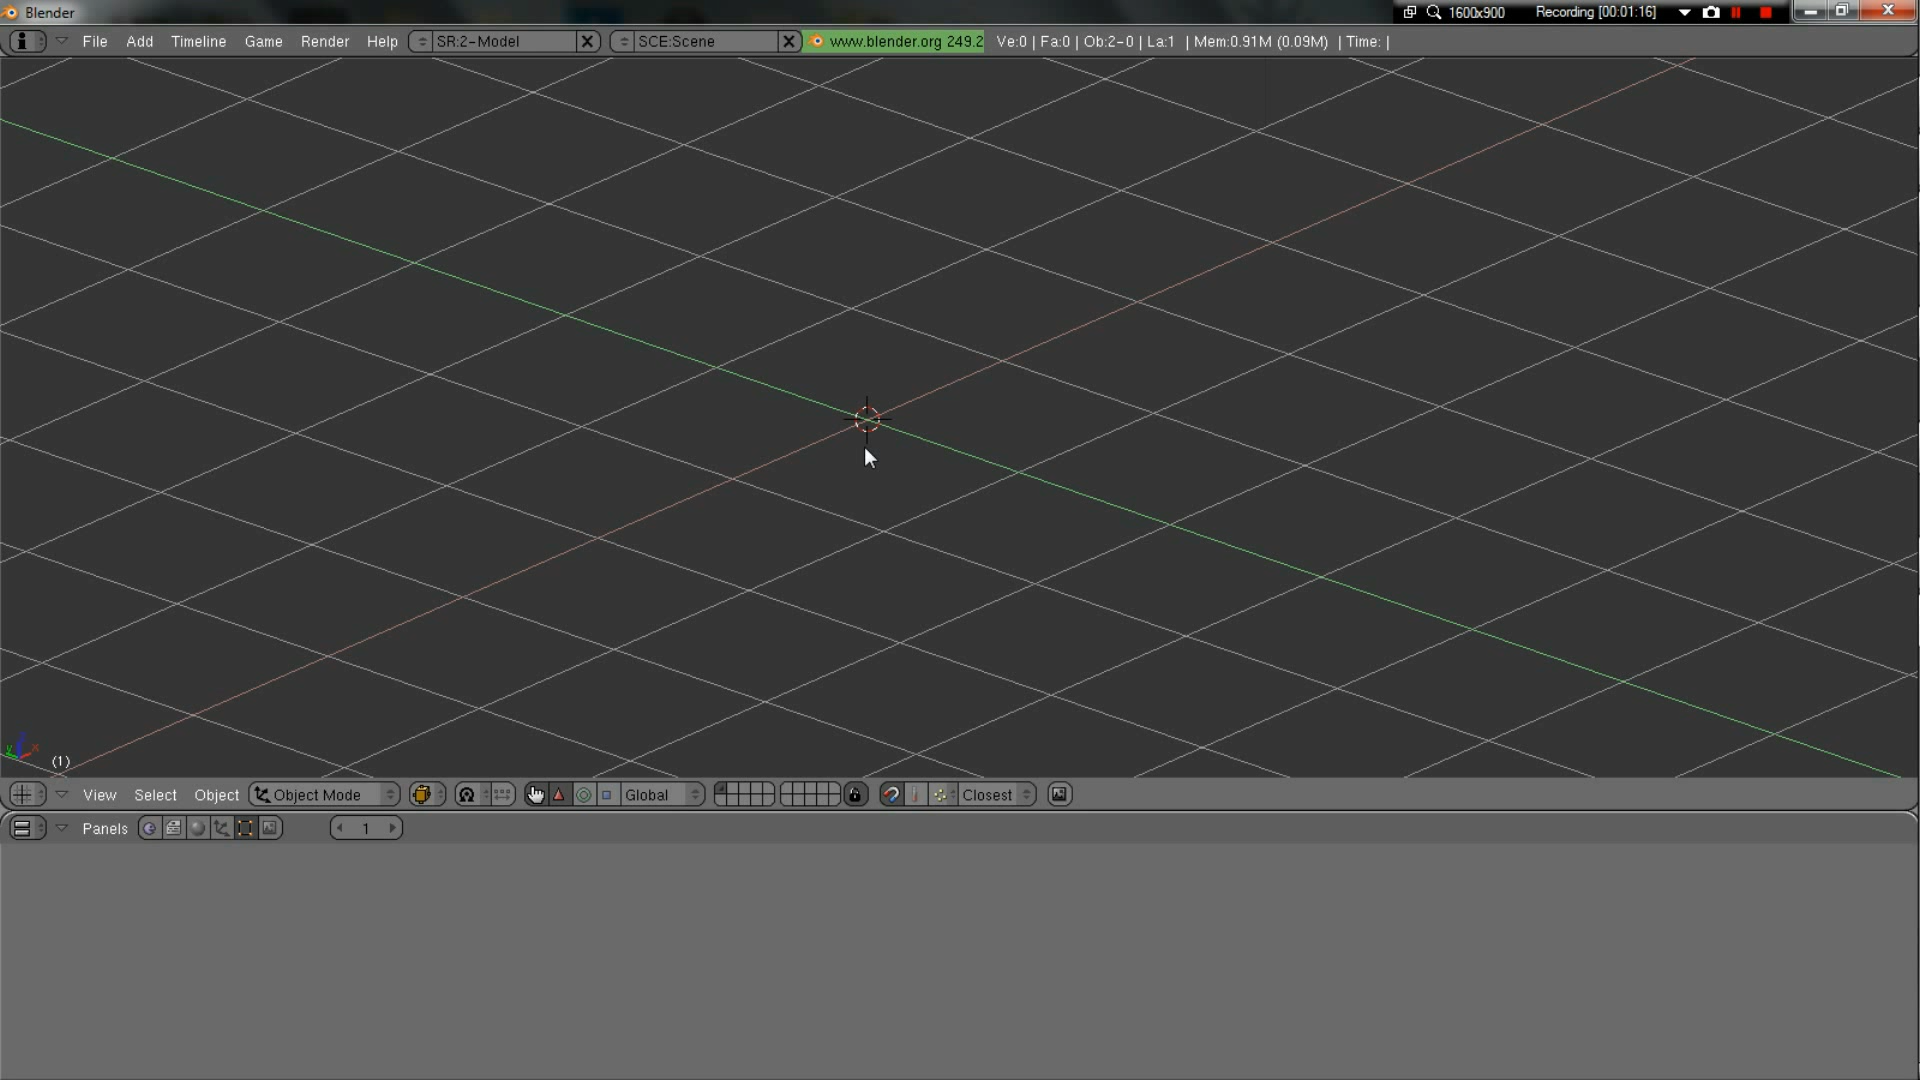 Blender
1600x900 Recording [00:01:16]
File Add Timeline Game Render Help SR:2-Model SCE:Scene www.blender.org 249.2 Ve:0 | Fa:0 | Ob:2-0 | La:1 | Mem:0.91M (0.09M) | Time: |
y z x
(1)
View Select Object Object Mode Global Closest
Panels 1